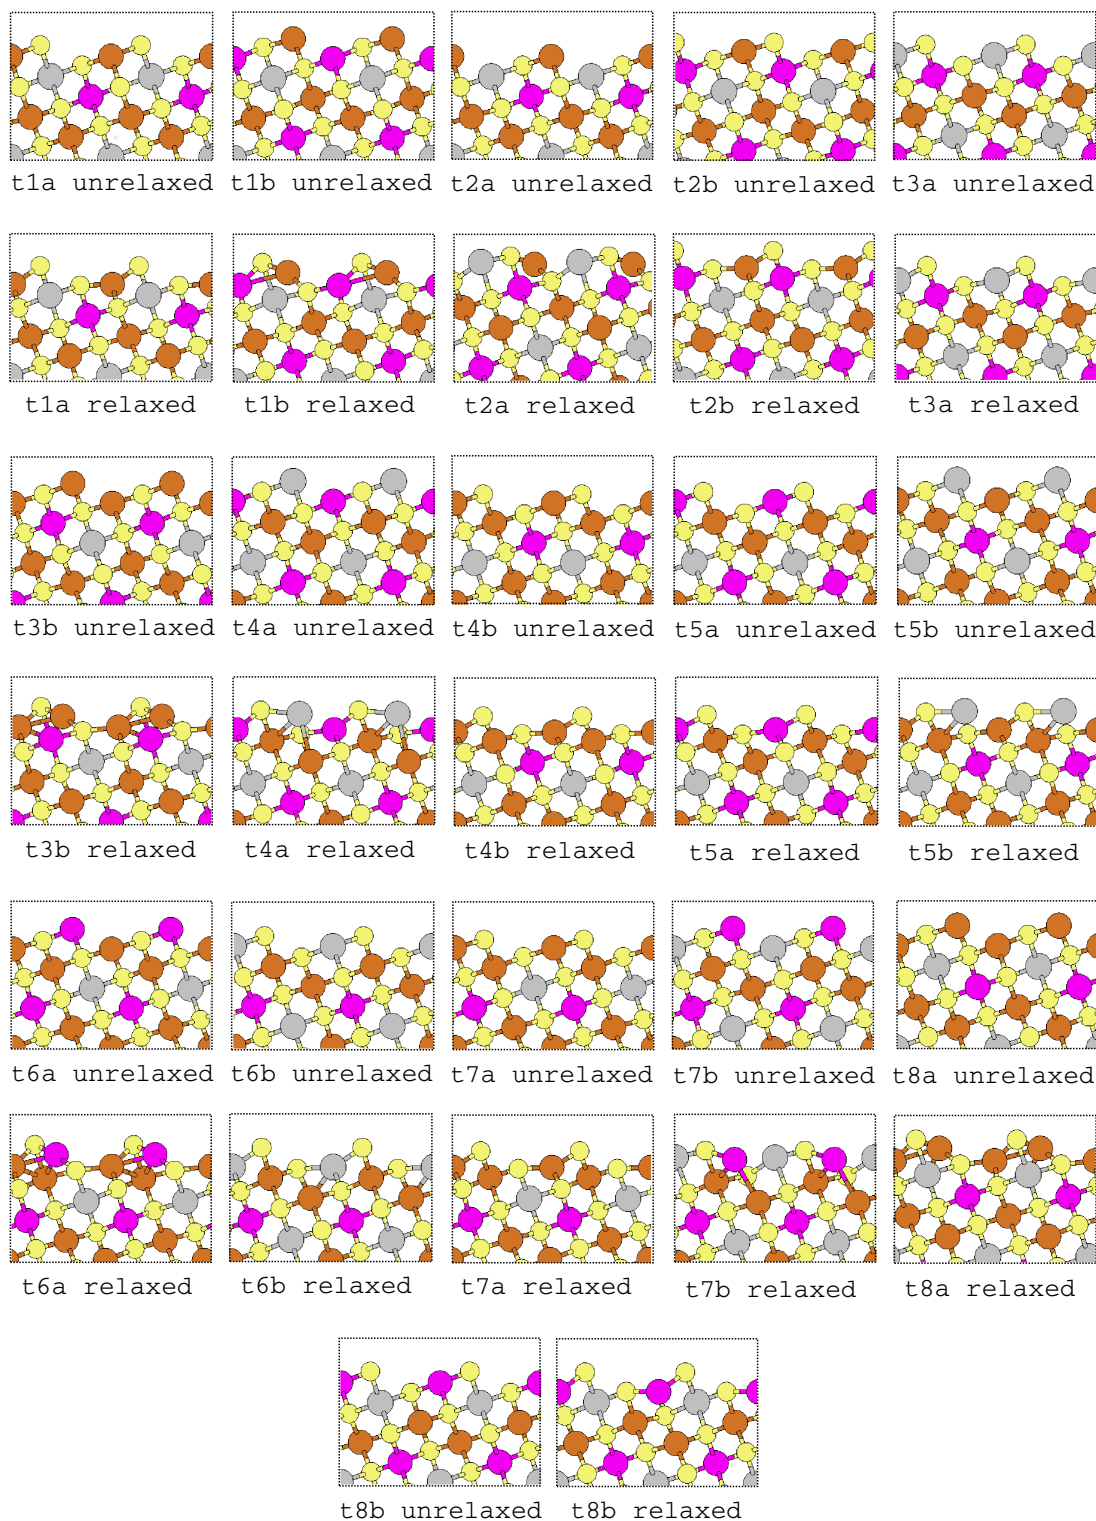 t1a unrelaxed t1b unrelaxed t2a unrelaxed t2b unrelaxed t3a unrelaxed
t1a relaxed t1b relaxed t2a relaxed t2b relaxed t3a relaxed
t3b unrelaxed t4a unrelaxed t4b unrelaxed t5a unrelaxed t5b unrelaxed
t3b relaxed t4a relaxed t4b relaxed t5a relaxed t5b relaxed
t6a unrelaxed t6b unrelaxed t7a unrelaxed t7b unrelaxed t8a unrelaxed
t6a relaxed t6b relaxed t7a relaxed t7b relaxed t8a relaxed
t8b unrelaxed t8b relaxed